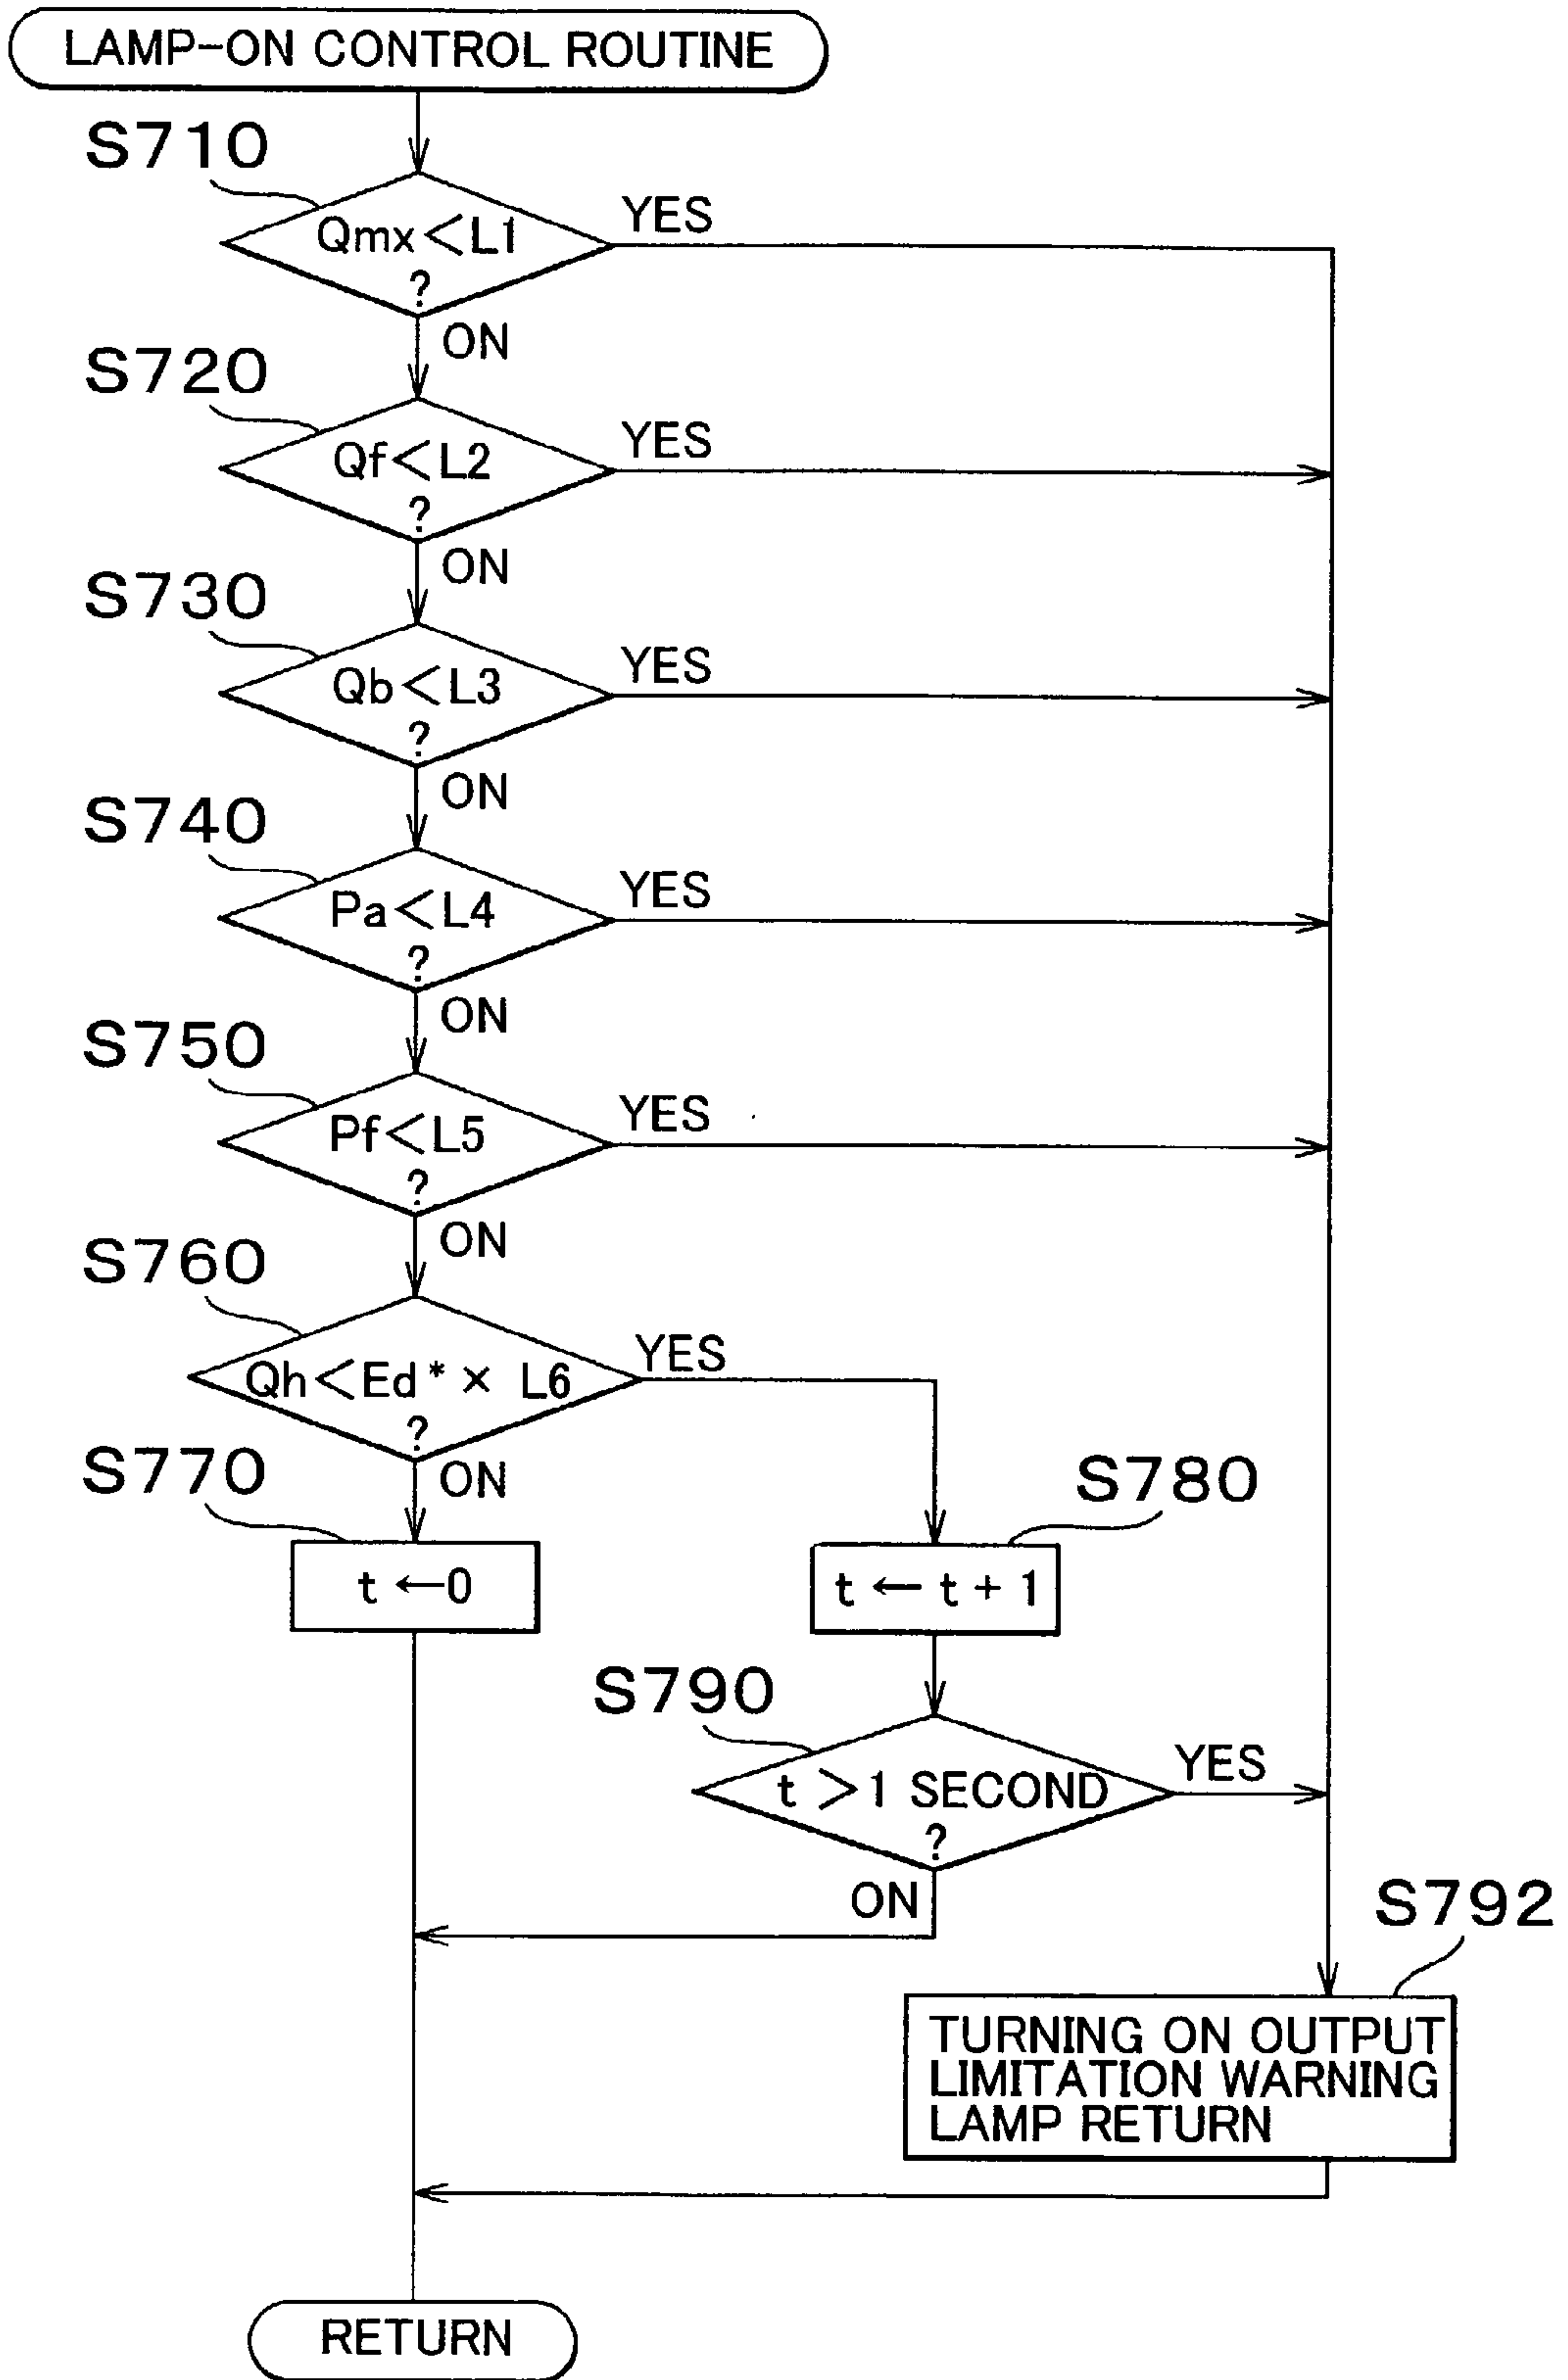 LAMP-ON CONTROL ROUTINE
S710
Qmx<L1
?
YES
ON
S720
Qf<L2
?
YES
ON
S730
Qb<L3
?
YES
ON
S740
Pa<L4
?
YES
ON
S750
Pf<L5
?
YES
ON
S760
Qh<Ed* × L6
?
YES
ON
S770
t ←0
S780
t ← t + 1
S790
t >1 SECOND
?
YES
ON
S792
TURNING ON OUTPUT
LIMITATION WARNING
LAMP RETURN
RETURN